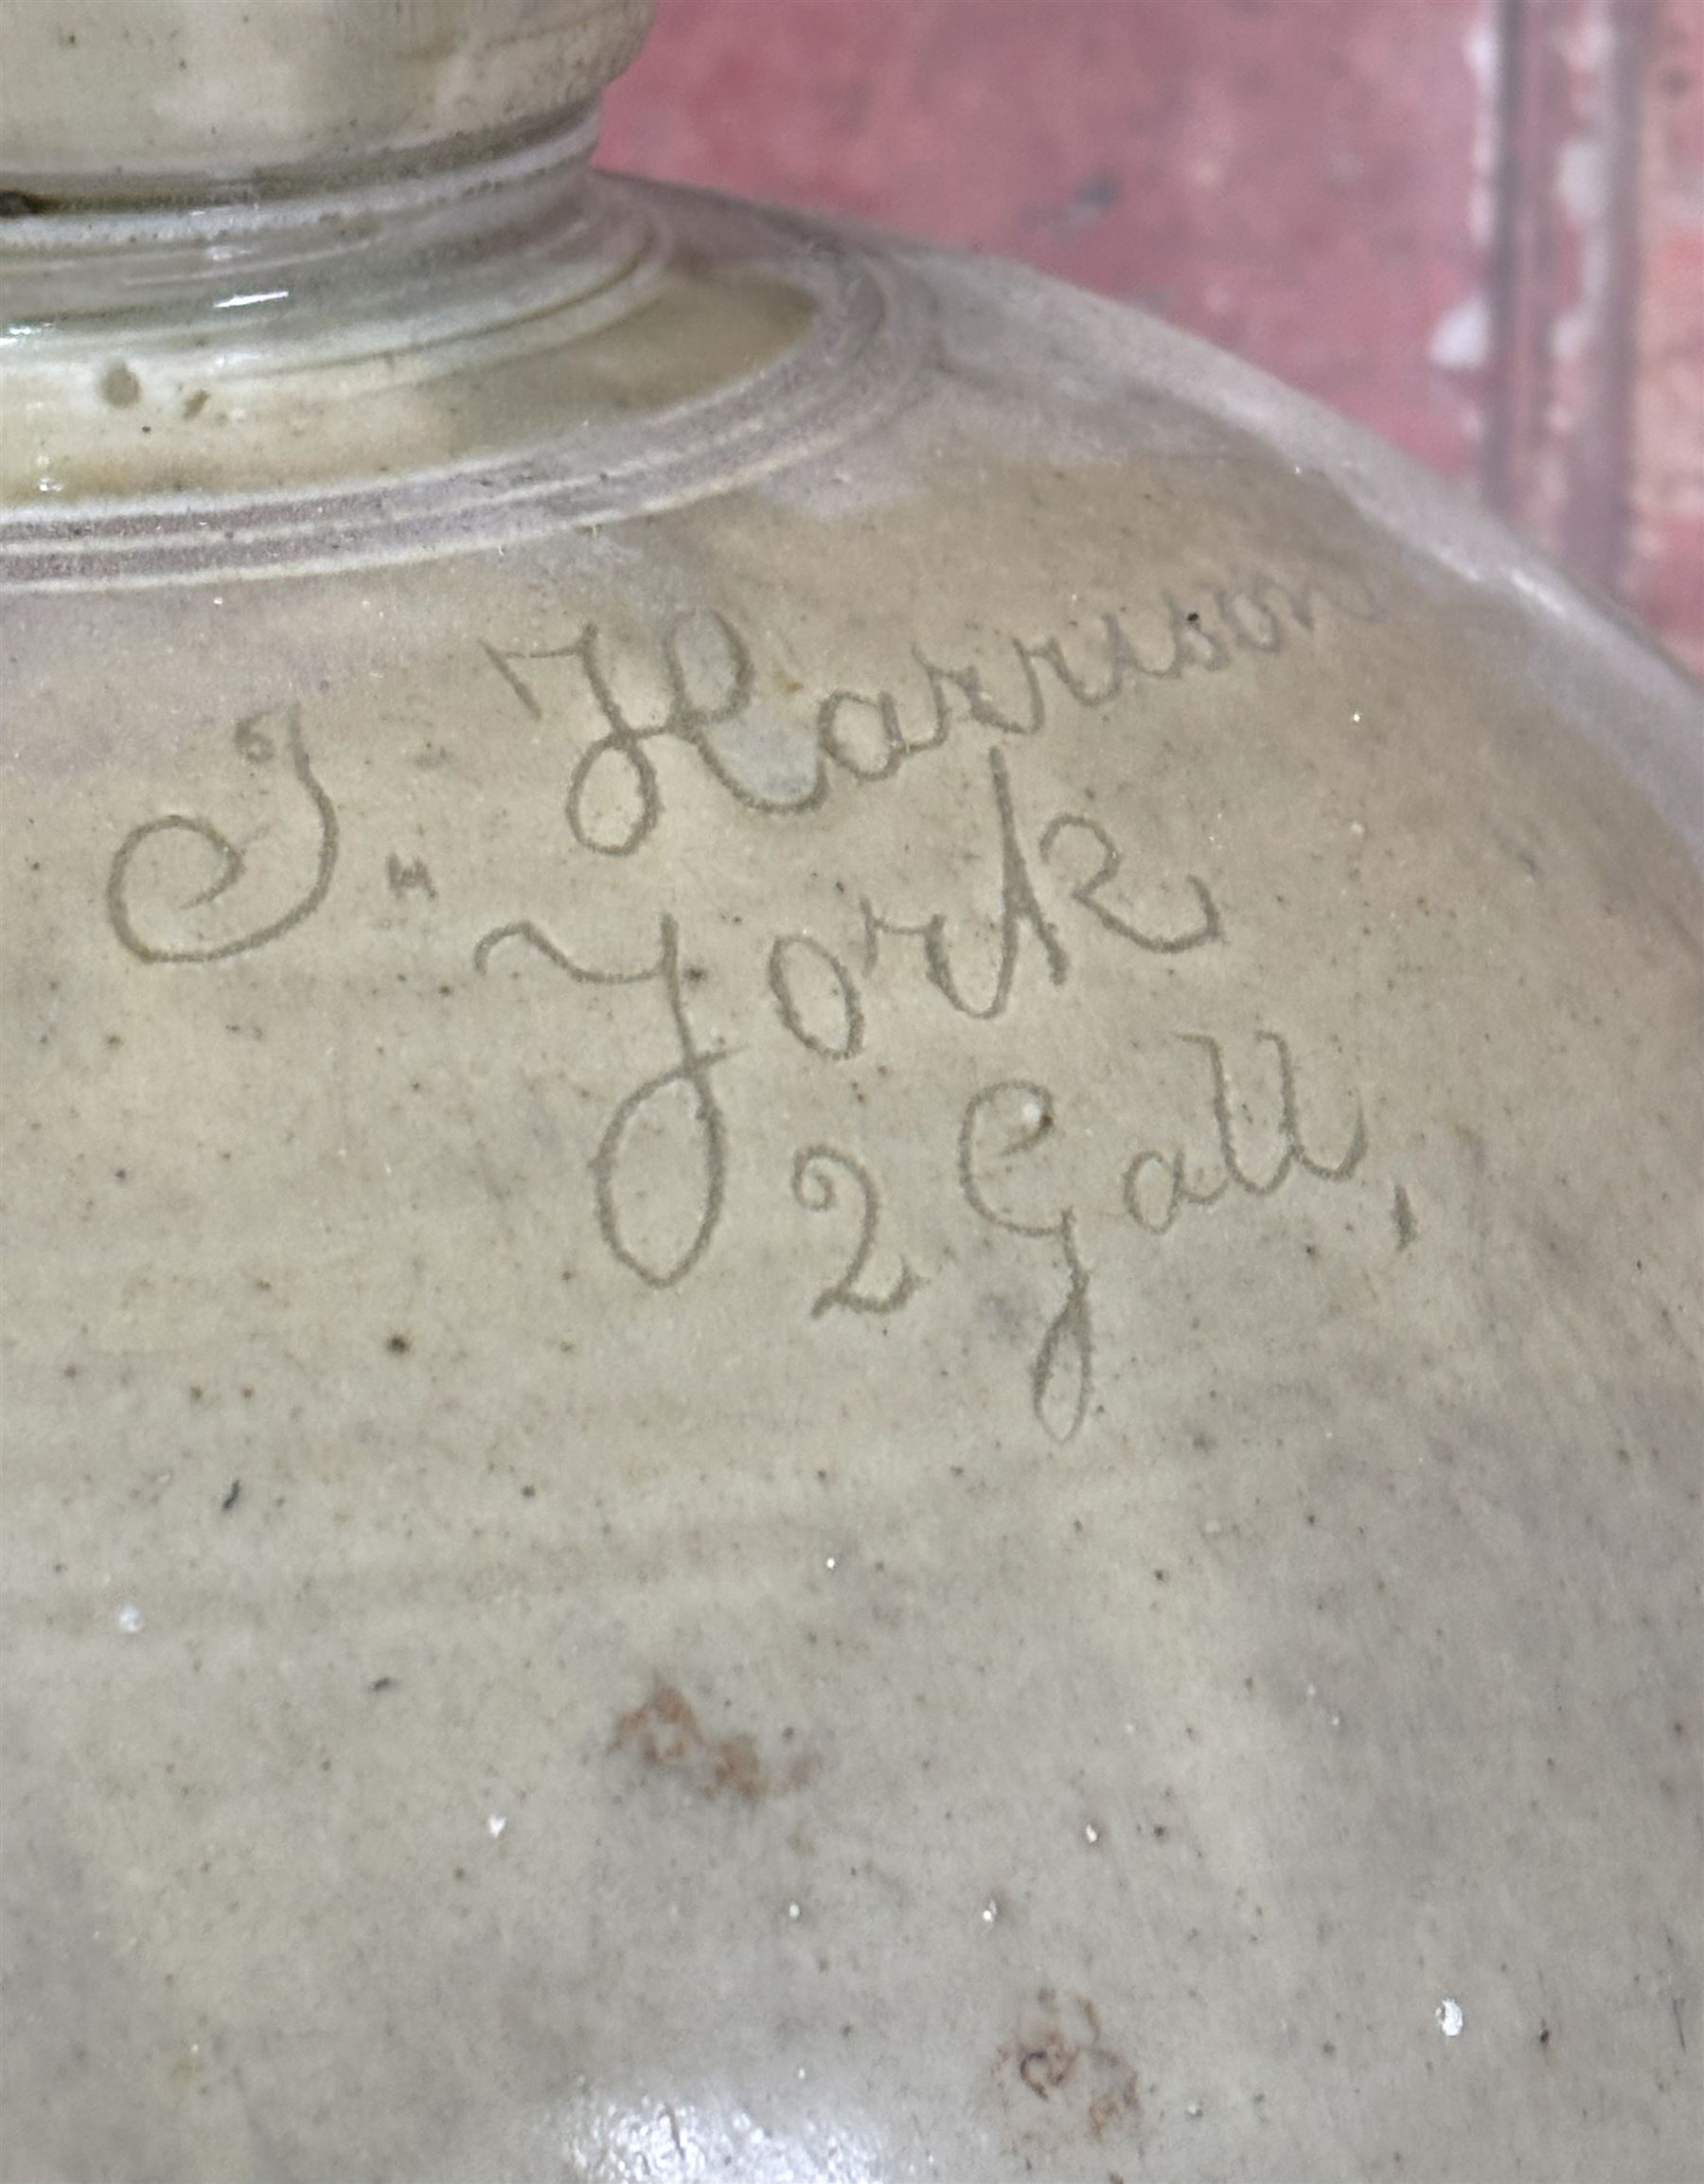 J. Harrison
York
2 Gall,